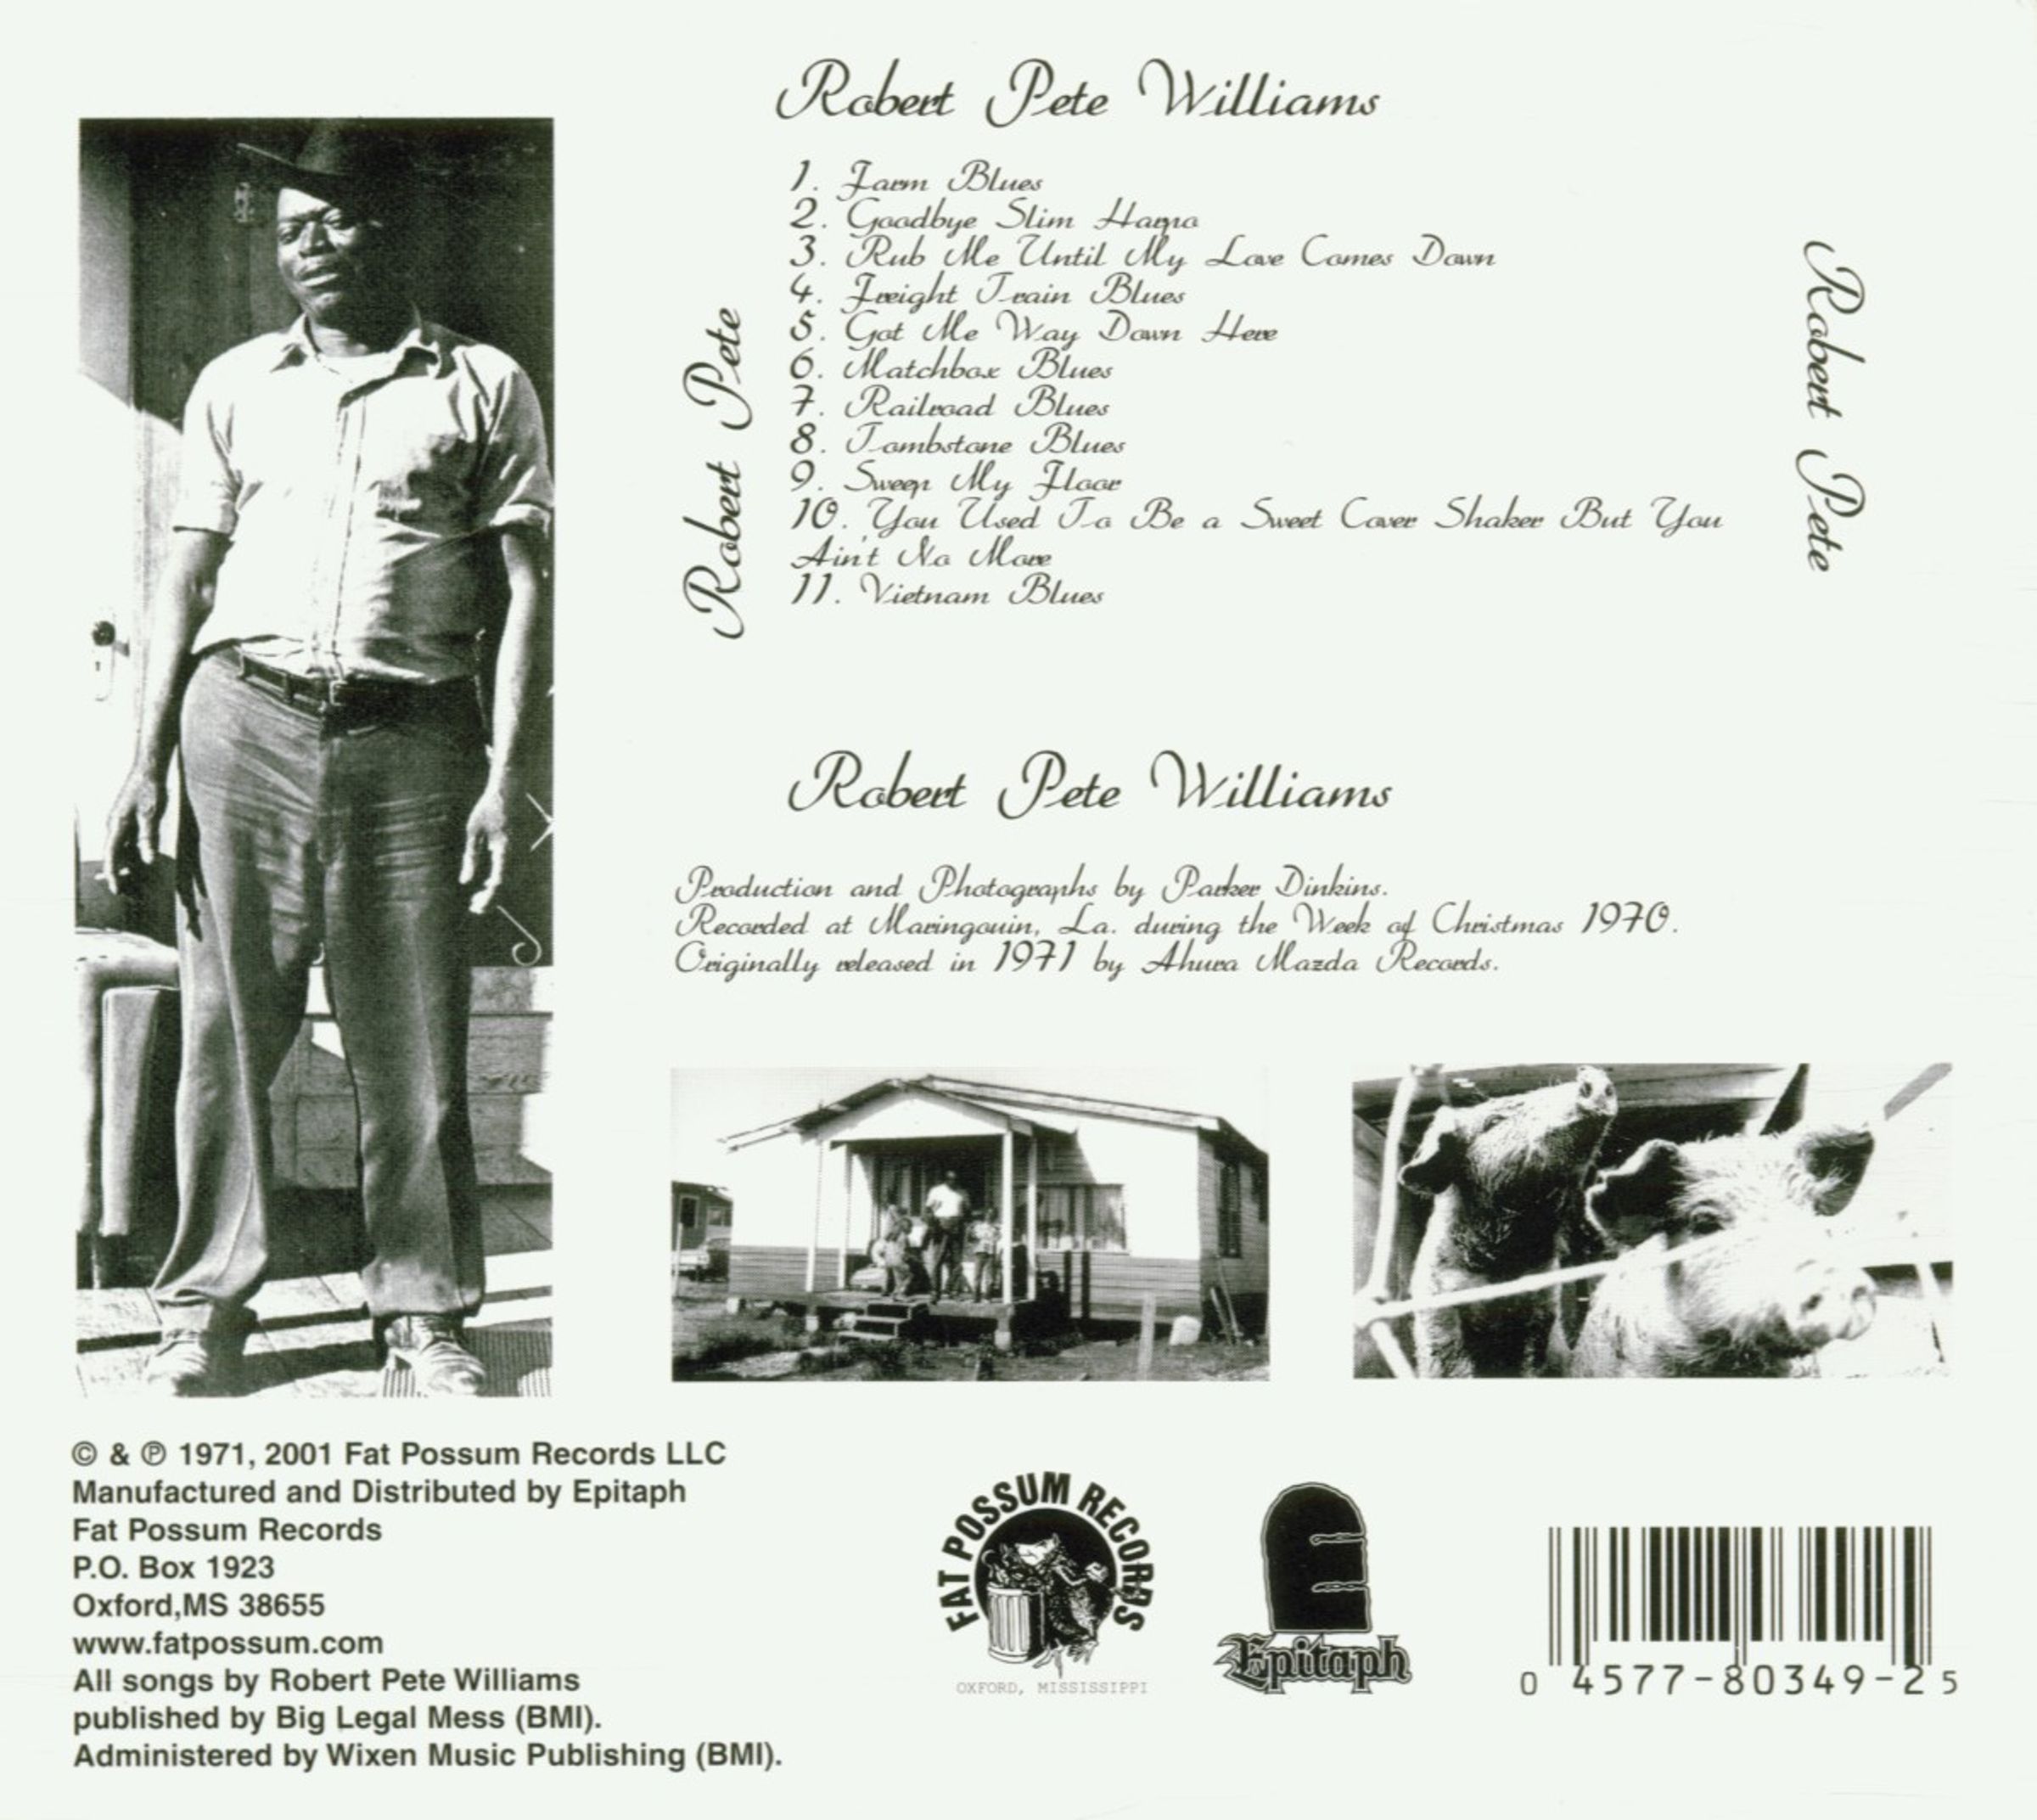 Robert Pete Williams
1. Farm Blues
2. Goodbye Slim Harpo
3. Rub Me Until My Love Comes Down
4. Freight Train Blues
5. Got Me Way Down Here
6. Matchbox Blues
7. Railroad Blues
8. Tombstone Blues
9. Sweep My Floor
10. You Used To Be a Sweet Cover Shaker But You
Ain't No More
11. Vietnam Blues
Robert Pete
Robert Pete
Robert Pete Williams
Production and Photographs by Parker Dinkins.
Recorded at Maringouin, La. during the Week of Christmas 1970.
Originally released in 1971 by Ahura Mazda Records.
© & ℗ 1971, 2001 Fat Possum Records LLC
Manufactured and Distributed by Epitaph
Fat Possum Records
P.O. Box 1923
Oxford,MS 38655
www.fatpossum.com
All songs by Robert Pete Williams
published by Big Legal Mess (BMI).
Administered by Wixen Music Publishing (BMI).
FAT POSSUM RECORDS
OXFORD, MISSISSIPPI
E
Epitaph
0 4577-80349-2 5